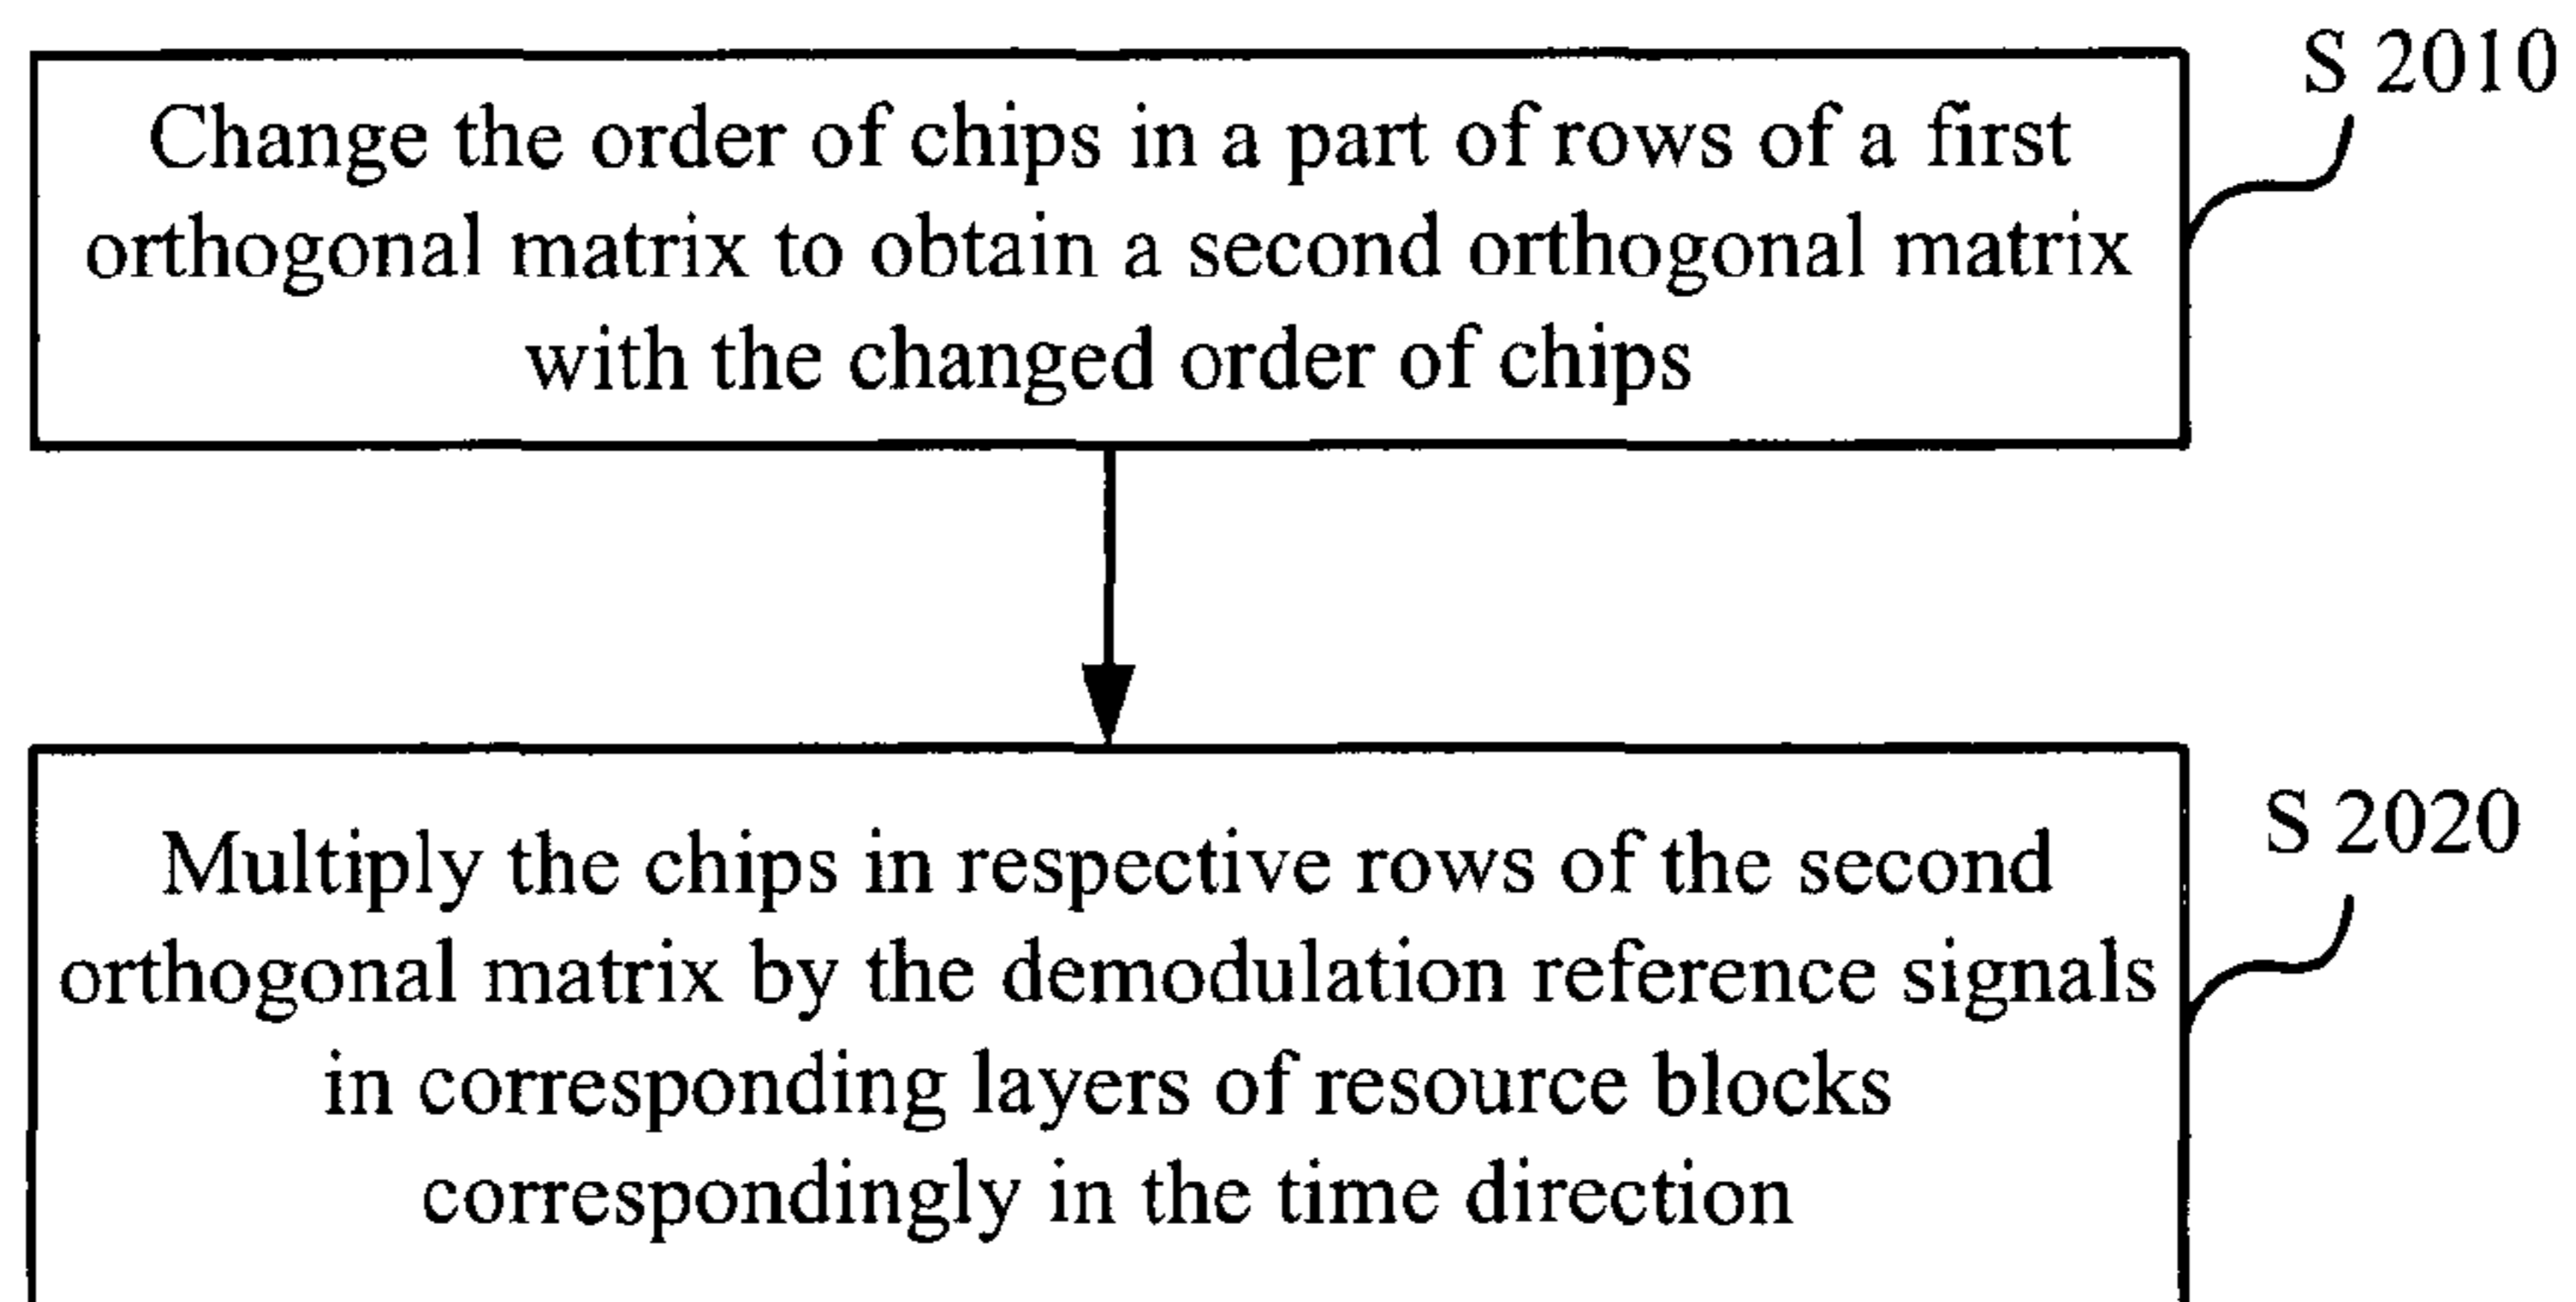 S 2010
Change the order of chips in a part of rows of a first
orthogonal matrix to obtain a second orthogonal matrix
with the changed order of chips
S 2020
Multiply the chips in respective rows of the second
orthogonal matrix by the demodulation reference signals
in corresponding layers of resource blocks
correspondingly in the time direction